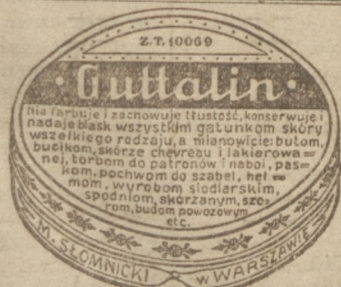 Z.T. 10069
Guttalin
Nie farbuje i zachowuje tłustość, konserwuje i
nadaje blask wszystkim gatunkom skóry
wszelkiego rodzaju, a mianowicie: butom,
bucikom, skórze chevreau i lakierowa=
nej, torbom do patronów i naboi, pas=
kom, pochwom do szabel, heł=
mom, wyrobom siodlarskim,
spodniom, skórzanym, szo=
rom, budom powozowym
etc.
M. SŁOMNICKI w WARSZAWIE